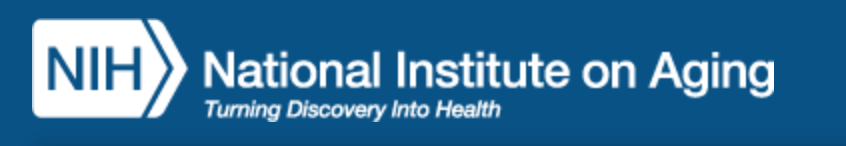 NIH
National Institute on Aging
Turning Discovery Into Health